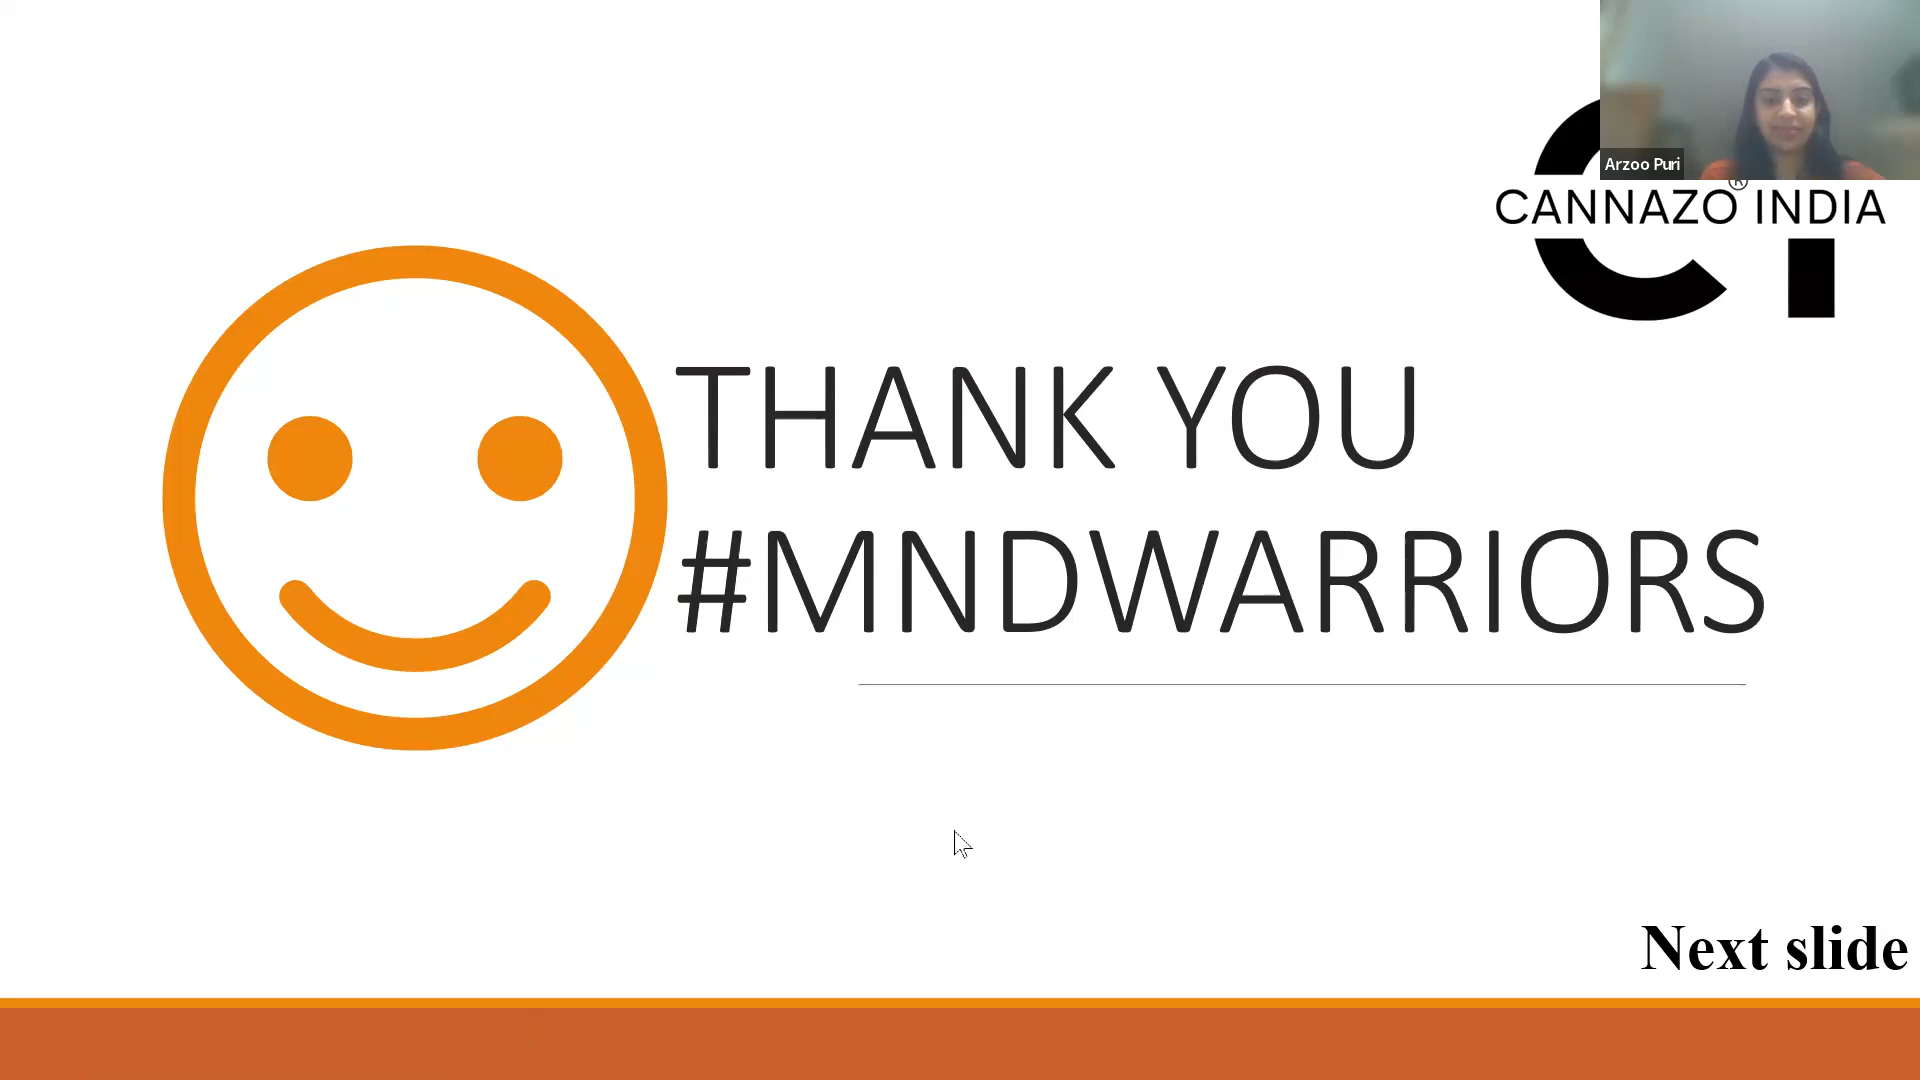 Arzoo Puri
CANNAZO® INDIA
THANK YOU
#MNDWARRIORS
Next slide